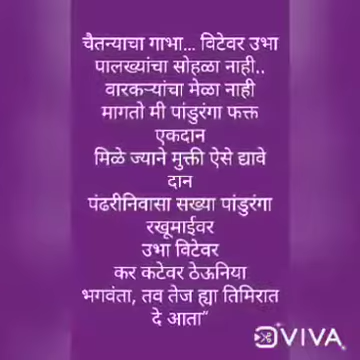 चैतन्याचा गाभा... विटेवर उभा
पालख्यांचा सोहळा नाही..
वारकऱ्यांचा मेळा नाही
मागतो मी पांडुरंगा फक्त
एकदान
मिळे ज्याने मुक्ती ऐसे द्यावे
दान
पंढरीनिवासा सख्या पांडुरंगा
रखूमाईवर
उभा विटेवर
कर कटेवर ठेऊनिया
भगवंता, तव तेज ह्या तिमिरात
दे आता“
VIVA